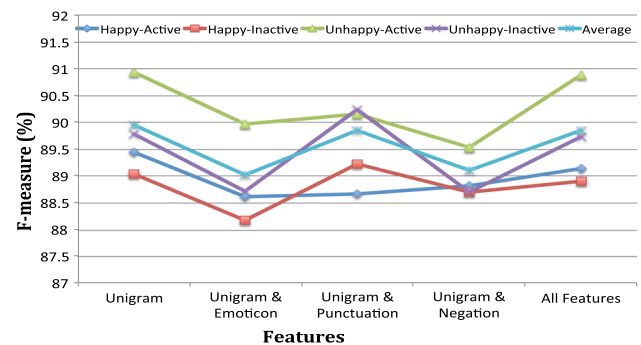 92
Happy-Active Happy-Inactive Unhappy-Active Unhappy-Inactive Average
91.5
91
90.5
90
89.5
89
88.5
88
87.5
87
F-measure (%)
Unigram
Unigram &
Emoticon
Unigram &
Punctuation
Unigram &
Negation
All Features
Features